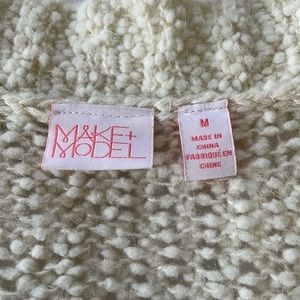 MAKE+
MODEL
M
MADE IN
CHINA
FABRIQUÉ EN
CHINE